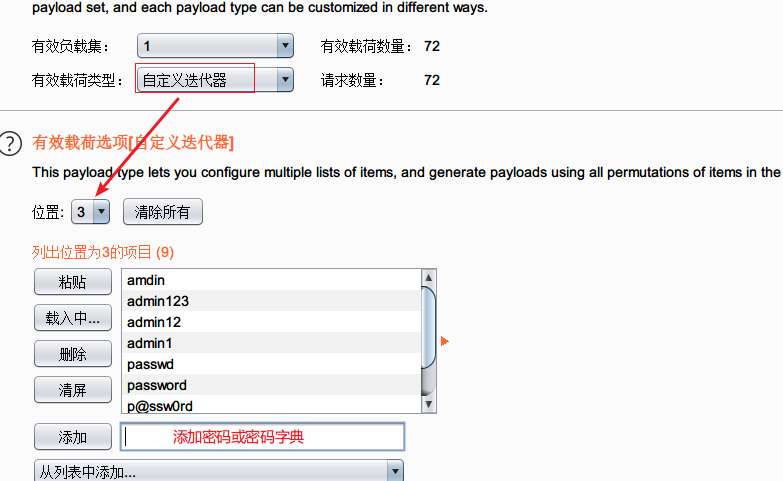 payload set, and each payload type can be customized in different ways.
有效负载集： 1 有效载荷数量： 72
有效载荷类型： 自定义迭代器 请求数量： 72
? 有效载荷选项[自定义迭代器]
This payload type lets you configure multiple lists of items, and generate payloads using all permutations of items in the
位置: 3 清除所有
列出位置为3的项目 (9)
粘贴 amdin
admin123
载入中... admin12
admin1
删除 passwd
清屏 password
p@ssw0rd
添加 添加密码或密码字典
从列表中添加...